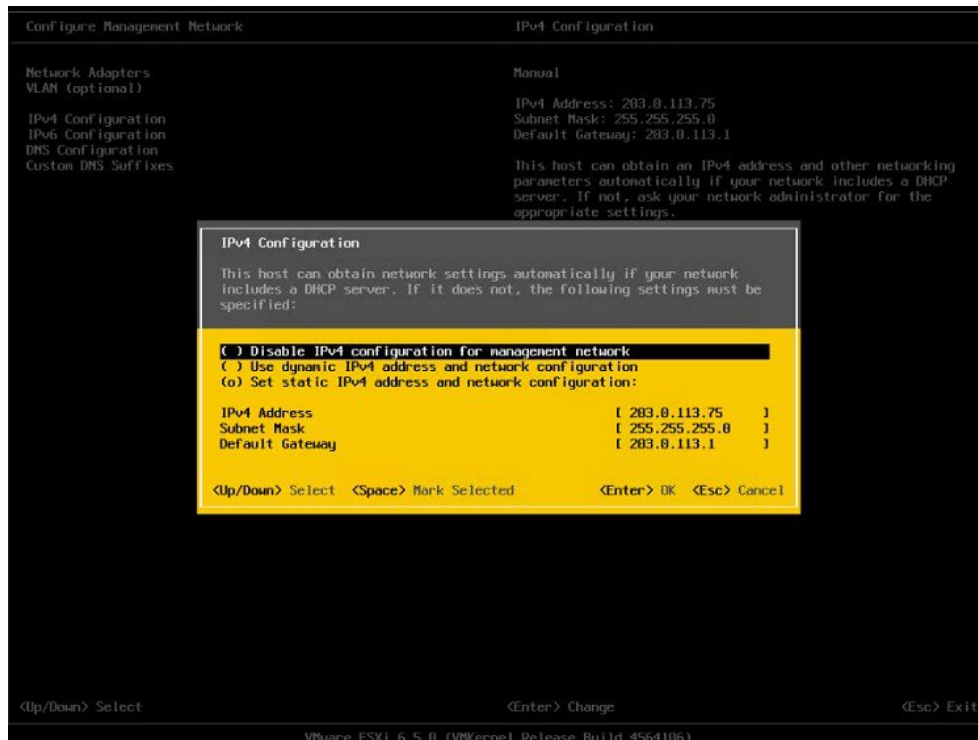 Configure Management Network
IPv4 Configuration
Network Adapters
VLAN (optional)
IPv4 Configuration
IPv6 Configuration
DNS Configuration
Custom DNS Suffixes
Manual
IPv4 Address: 203.0.113.75
Subnet Mask: 255.255.255.0
Default Gateway: 203.0.113.1
This host can obtain an IPv4 address and other networking
parameters automatically if your network includes a DHCP
server. If not, ask your network administrator for the
appropriate settings.
IPv4 Configuration
This host can obtain network settings automatically if your network
includes a DHCP server. If it does not, the following settings must be
specified:
( ) Disable IPv4 configuration for management network
( ) Use dynamic IPv4 address and network configuration
(o) Set static IPv4 address and network configuration:
IPv4 Address [ 203.0.113.75 ]
Subnet Mask [ 255.255.255.0 ]
Default Gateway [ 203.0.113.1 ]
<Up/Down> Select <Space> Mark Selected <Enter> OK <Esc> Cancel
<Up/Down> Select <Enter> Change <Esc> Exit
VMware ESXi 6.5.0 (VMKernel Release Build 4564106)